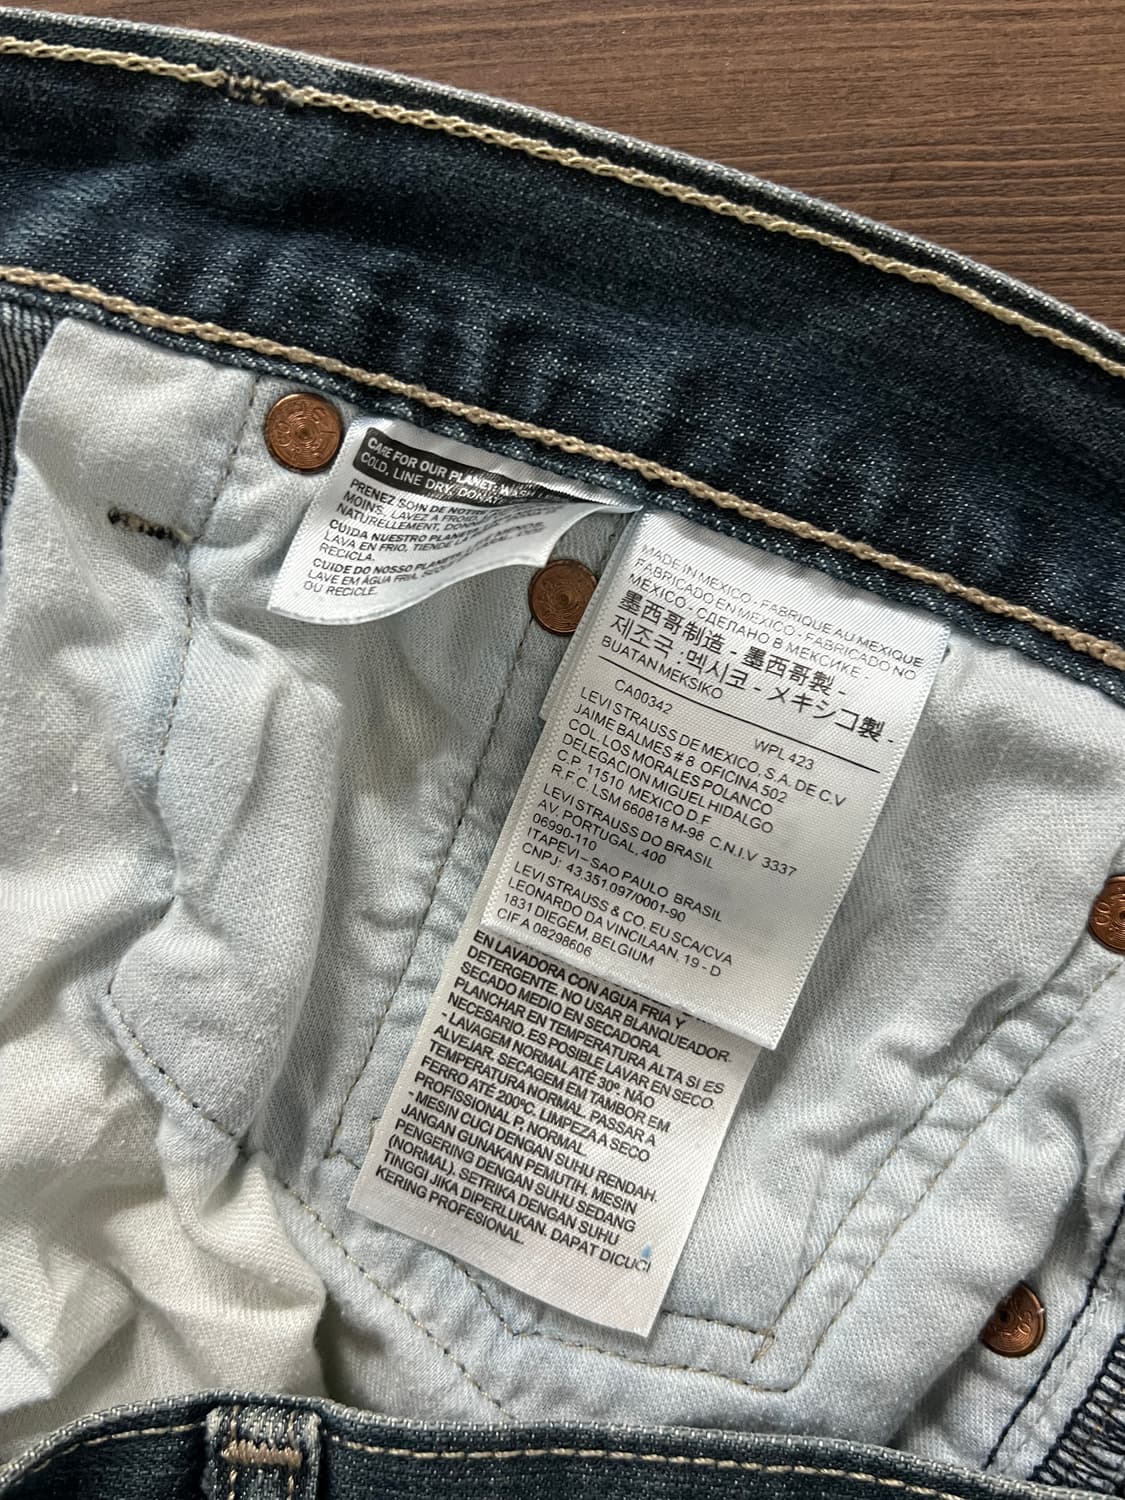 CARE FOR OUR PLANET: WASH
COLD, LINE DRY, DONATE
PRENEZ SOIN DE NOTRE
MOINS, LAVEZ À FROID,
NATURELLEMENT, DONNEZ
CUIDA NUESTRO PLANETA: LAVE MENOS,
LAVA EN FRIO, TIENDE
RECICLA.
CUIDE DO NOSSO PLANETA:
LAVE EM ÁGUA FRIA,
OU RECICLE.
MADE IN MEXICO - FABRIQUE AU MEXIQUE
FABRICADO EN MEXICO - FABRICADO NO
MÉXICO - СДЕЛАНО В МЕКСИКЕ -
墨西哥制造 - 墨西哥製 -
제조국 : 멕시코 - メキシコ製 -
BUATAN MEKSIKO
CA00342 WPL 423
LEVI STRAUSS DE MEXICO, S.A. DE C.V
JAIME BALMES # 8 OFICINA 502
COL. LOS MORALES POLANCO
DELEGACION MIGUEL HIDALGO
C.P. 11510 MEXICO D.F
R.F.C. LSM 660818 M-98 C.N.I.V 3337
LEVI STRAUSS DO BRASIL
AV. PORTUGAL, 400
06990-110
ITAPEVI – SAO PAULO BRASIL
CNPJ: 43.351.097/0001-90
LEVI STRAUSS & CO. EU SCA/CVA
LEONARDO DA VINCILAAN, 19 - D
1831 DIEGEM, BELGIUM
CIF A 08298606
EN LAVADORA CON AGUA FRIA Y
DETERGENTE. NO USAR BLANQUEADOR.
SECADO MEDIO EN SECADORA.
PLANCHAR EN TEMPERATURA ALTA SI ES
NECESARIO. ES POSIBLE LAVAR EN SECO.
- LAVAGEM NORMAL ATÉ 30º. NÃO
ALVEJAR. SECAGEM EM TAMBOR EM
TEMPERATURA NORMAL. PASSAR A
FERRO ATÉ 200ºC. LIMPEZA À SECO
PROFISSIONAL P, NORMAL.
- MESIN CUCI DENGAN SUHU RENDAH.
JANGAN GUNAKAN PEMUTIH. MESIN
PENGERING DENGAN SUHU SEDANG
(NORMAL). SETRIKA DENGAN SUHU
TINGGI JIKA DIPERLUKAN. DAPAT DICUCI
KERING PROFESIONAL.